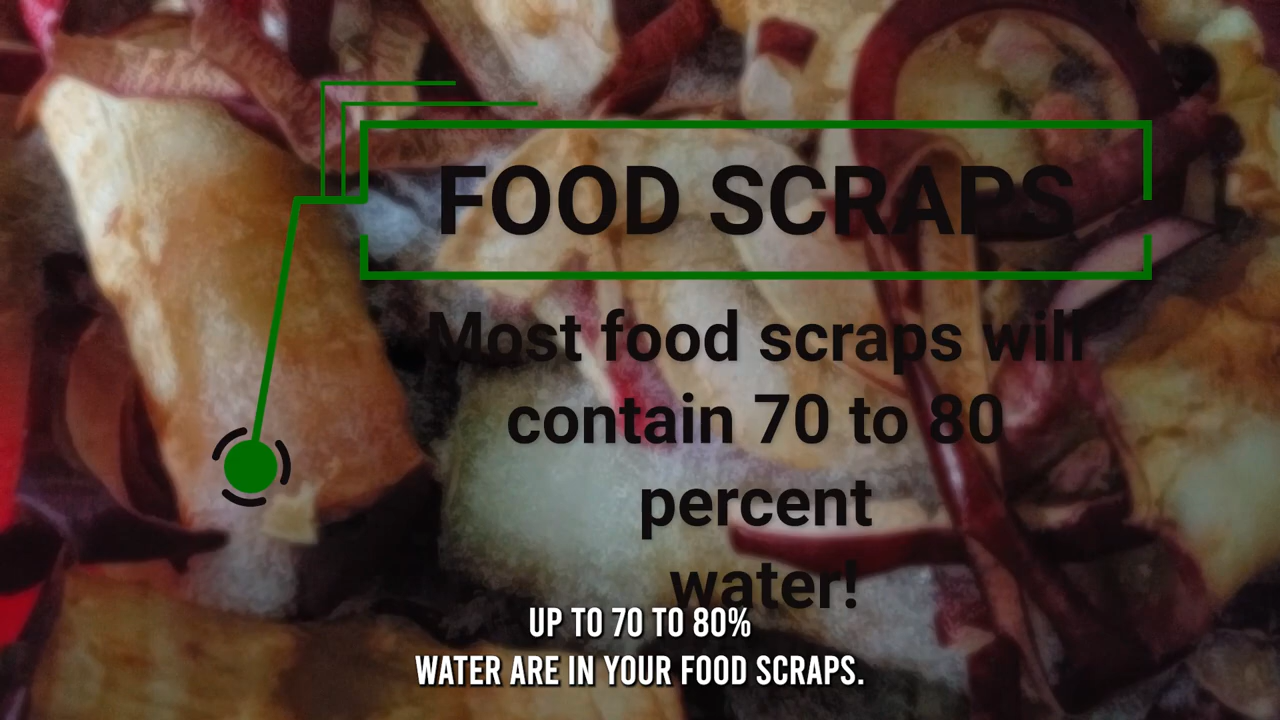 FOOD SCRAPS
Most food scraps will
contain 70 to 80
percent
water!
UP TO 70 TO 80%
WATER ARE IN YOUR FOOD SCRAPS.